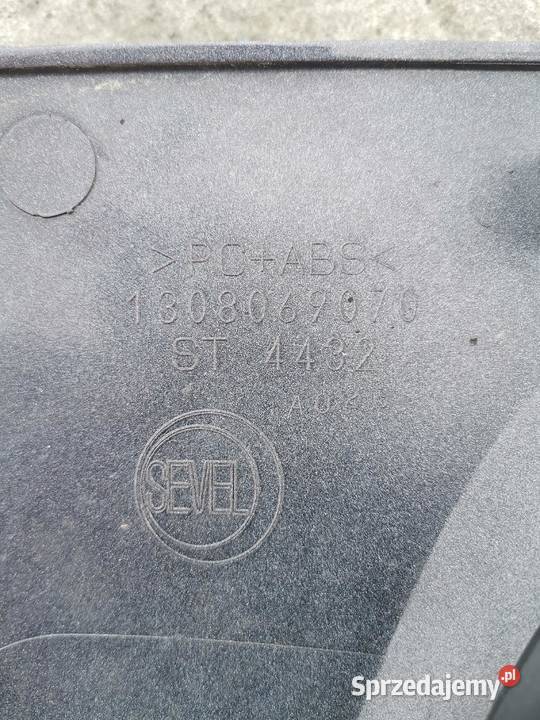 >PC+ABS<
1308069070
ST 4432
SEVEL
Sprzedajemy.pl